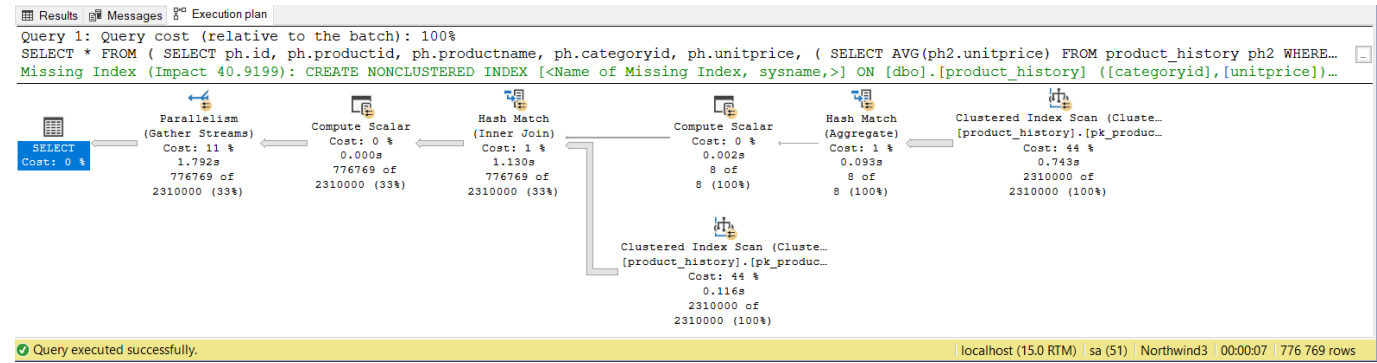 Results Messages Execution plan
Query 1: Query cost (relative to the batch): 100%
SELECT * FROM ( SELECT ph.id, ph.productid, ph.productname, ph.categoryid, ph.unitprice, ( SELECT AVG(ph2.unitprice) FROM product_history ph2 WHERE…
Missing Index (Impact 40.9199): CREATE NONCLUSTERED INDEX [<Name of Missing Index, sysname,>] ON [dbo].[product_history] ([categoryid],[unitprice])…
SELECT
Cost: 0 %
Parallelism
(Gather Streams)
Cost: 11 %
1.792s
776769 of
2310000 (33%)
Compute Scalar
Cost: 0 %
0.000s
776769 of
2310000 (33%)
Hash Match
(Inner Join)
Cost: 1 %
1.130s
776769 of
2310000 (33%)
Compute Scalar
Cost: 0 %
0.002s
8 of
8 (100%)
Hash Match
(Aggregate)
Cost: 1 %
0.093s
8 of
8 (100%)
Clustered Index Scan (Cluste…
[product_history].[pk_produc…
Cost: 44 %
0.743s
2310000 of
2310000 (100%)
Clustered Index Scan (Cluste…
[product_history].[pk_produc…
Cost: 44 %
0.116s
2310000 of
2310000 (100%)
Query executed successfully. localhost (15.0 RTM) sa (51) Northwind3 00:00:07 776 769 rows